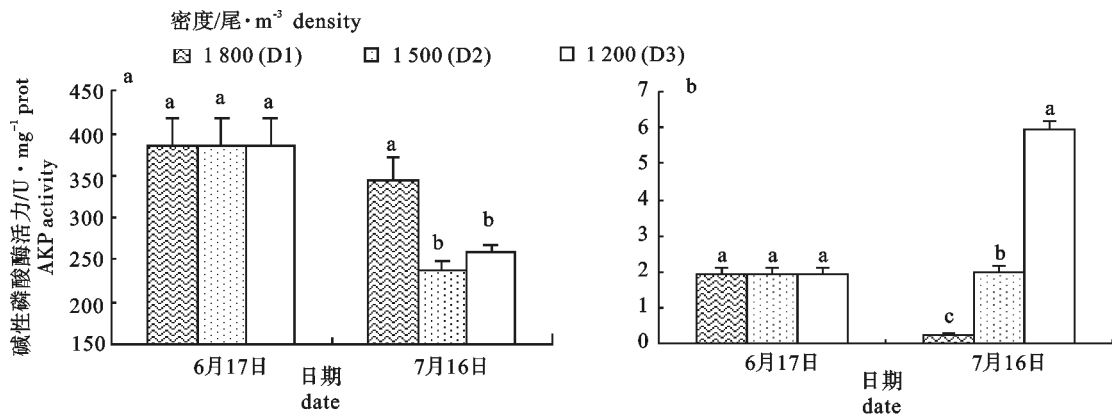 密度/尾·m⁻³ density
1 800 (D1) 1 500 (D2) 1 200 (D3)
碱性磷酸酶活力/U·mg⁻¹ prot
AKP activity
a
450
400
350
300
250
200
150
a a a
a b b
6月17日 7月16日
日期
date
b
7
6
5
4
3
2
1
0
a a a
c b a
6月17日 7月16日
日期
date